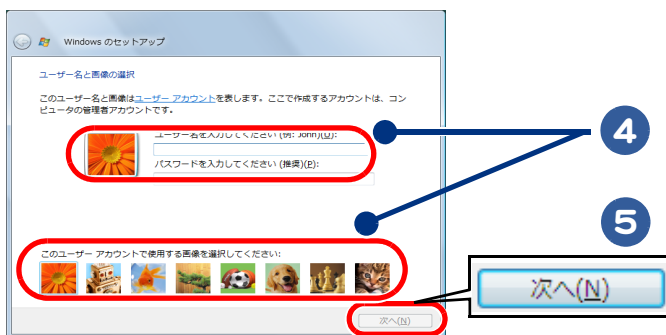 Windows のセットアップ
ユーザー名と画像の選択
このユーザー名と画像はユーザー アカウントを表します。ここで作成するアカウントは、コン
ピュータの管理者アカウントです。
ユーザー名を入力してください (例: John)(U):
パスワードを入力してください (推奨)(P):
4
5
このユーザー アカウントで使用する画像を選択してください:
次へ(N)
次へ(N)